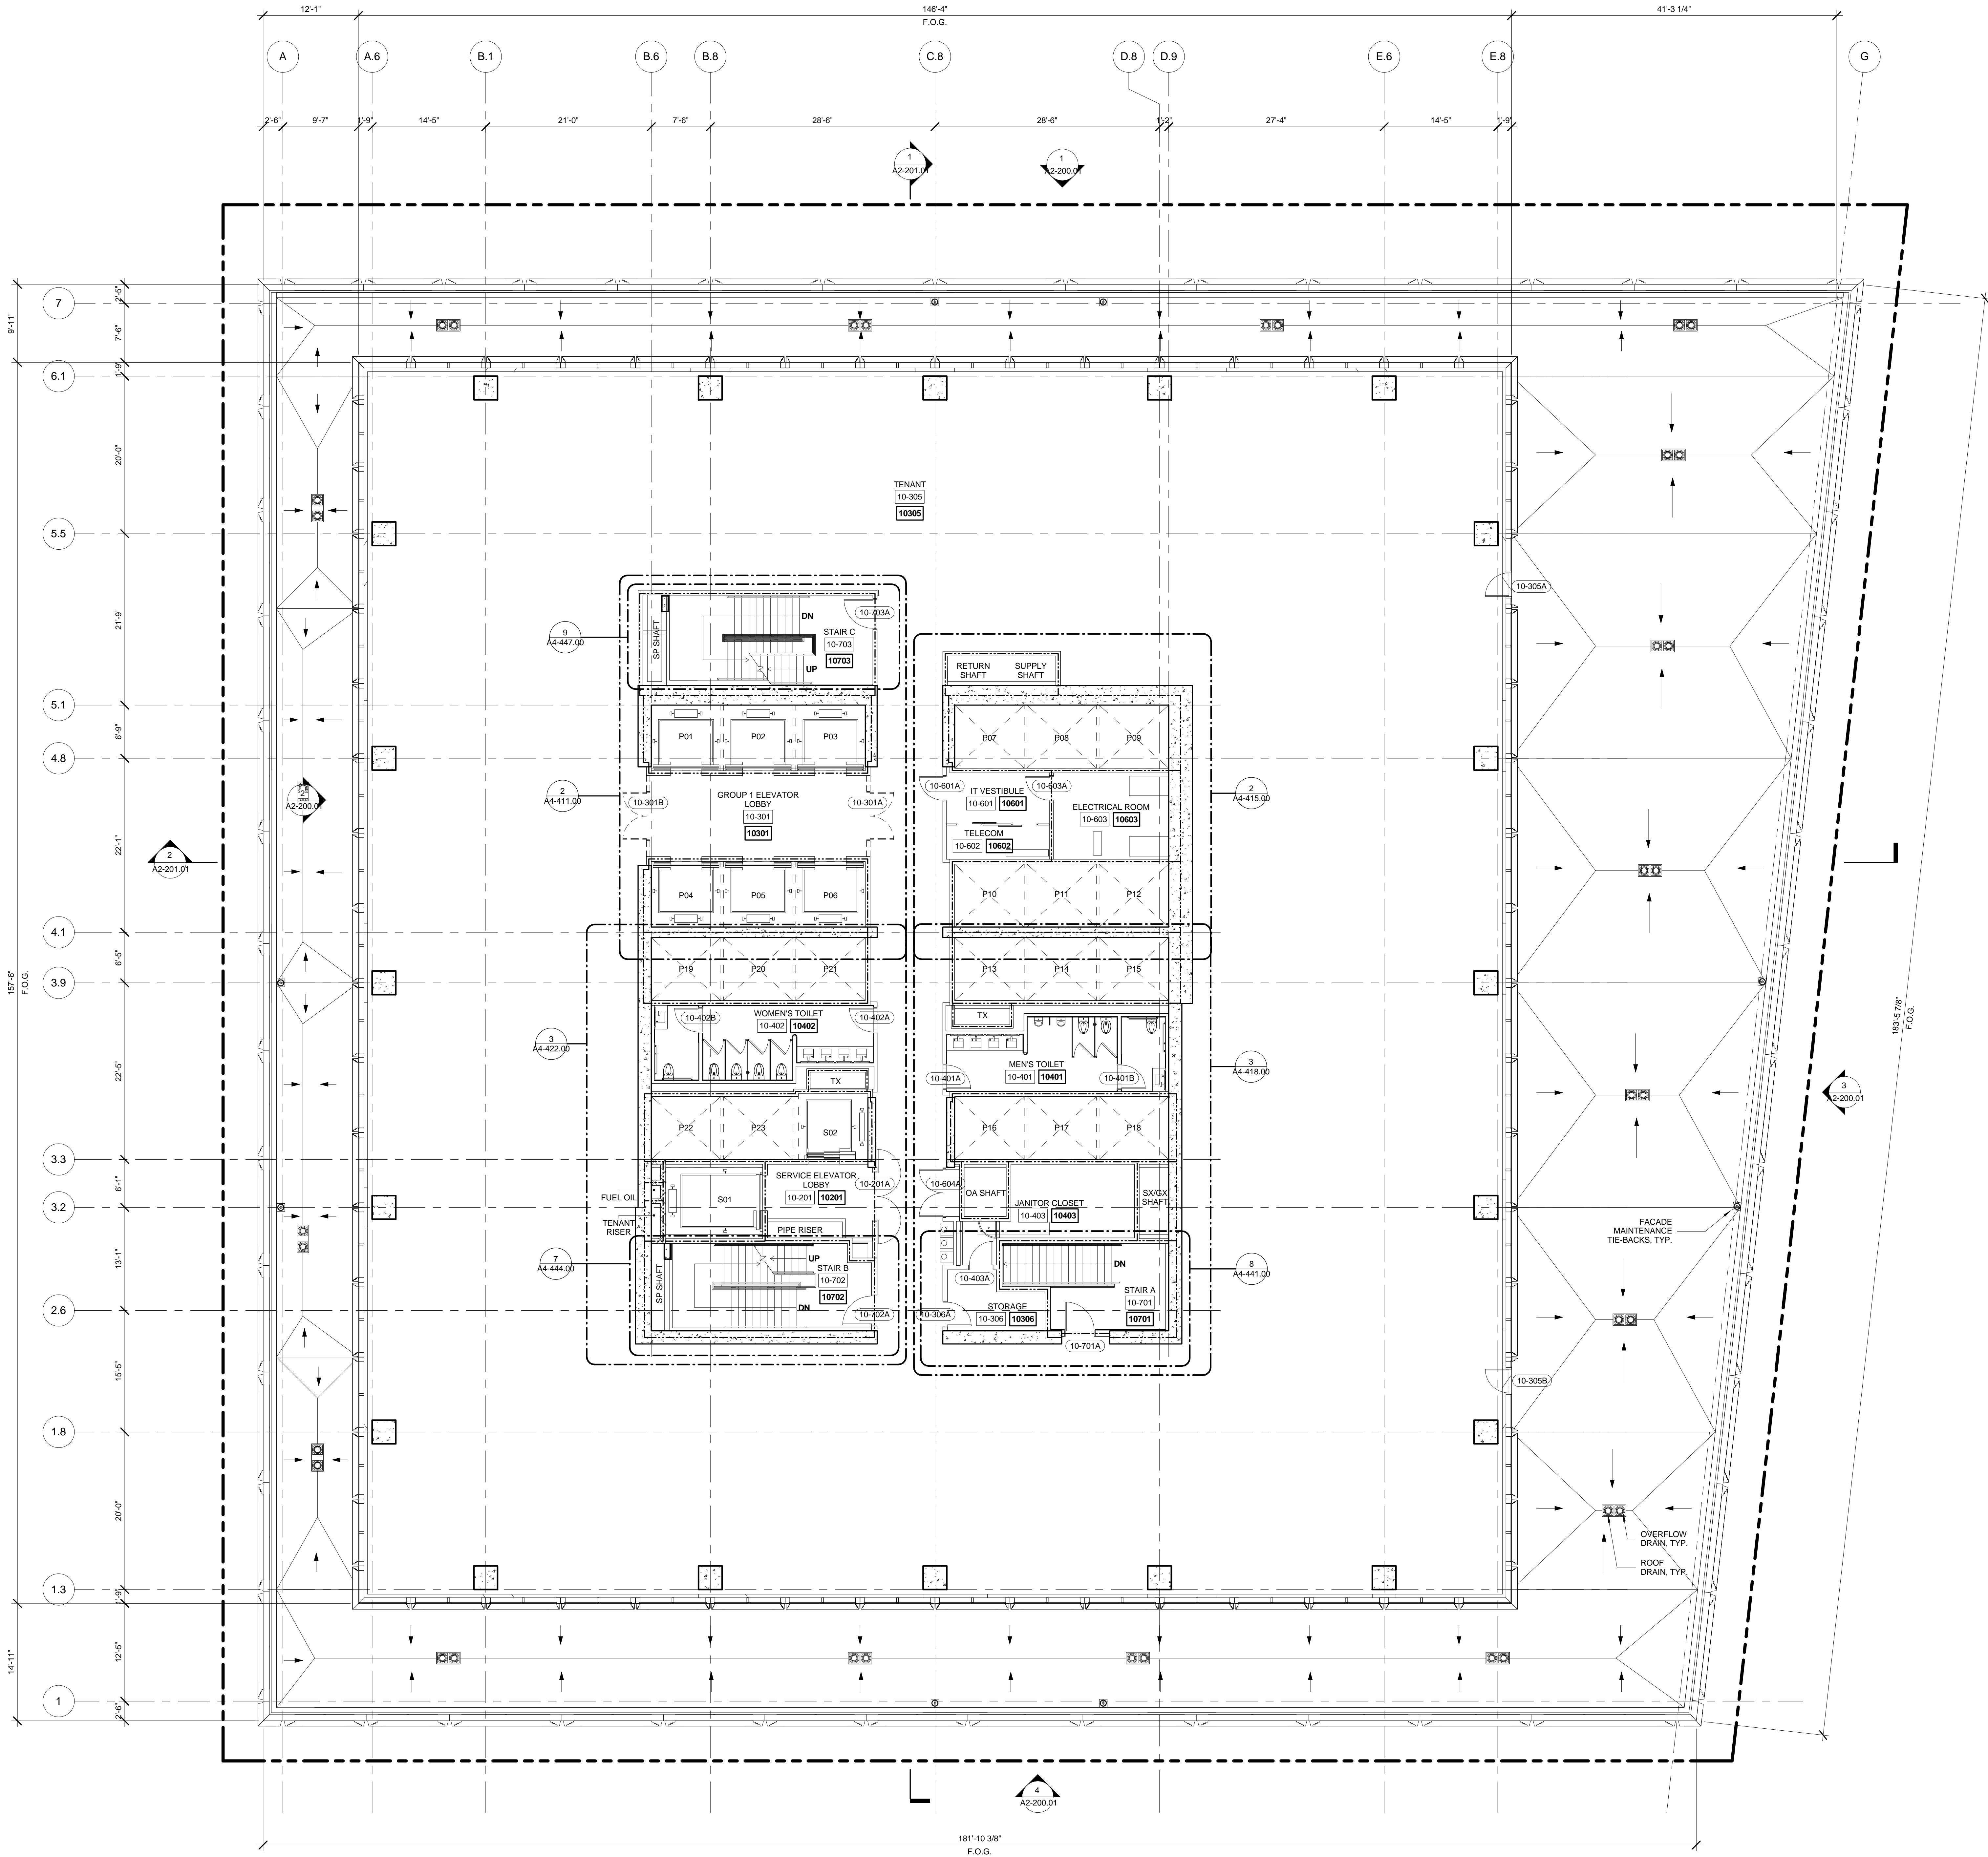 12'-1"
146'-4"
F.O.G.
41'-3 1/4"
A
A.6
B.1
B.6
B.8
C.8
D.8
D.9
E.6
E.8
G
2'-6"
9'-7"
1'-9"
14'-5"
21'-0"
7'-6"
28'-6"
28'-6"
1'-2"
27'-4"
14'-5"
1'-9"
1
A2-201.01
1
A2-200.01
7
6.1
5.5
5.1
4.8
4.1
3.9
3.3
3.2
2.6
1.8
1.3
1
9'-11"
157'-6"
F.O.G.
14'-11"
2'-5"
7'-6"
1'-9"
20'-0"
21'-9"
6'-9"
22'-1"
6'-5"
22'-5"
6'-1"
13'-1"
15'-5"
20'-0"
1'-9"
12'-5"
2'-6"
TENANT
10-305
10305
10-305A
9
A4-447.00
SP SHAFT
DN
UP
10-703A
STAIR C
10-703
10703
RETURN
SHAFT
SUPPLY
SHAFT
P01
P02
P03
P07
P08
P09
2
A4-411.00
10-301B
GROUP 1 ELEVATOR
LOBBY
10-301
10301
10-301A
10-601A
IT VESTIBULE
10-601
10601
10-603A
ELECTRICAL ROOM
10-603
10603
TELECOM
10-602
10602
2
A4-415.00
2
A2-200.01
2
A2-201.01
P04
P05
P06
P10
P11
P12
P19
P20
P21
P13
P14
P15
10-402B
WOMEN'S TOILET
10-402
10402
10-402A
TX
3
A4-422.00
MEN'S TOILET
10-401
10401
10-401A
10-401B
3
A4-418.00
3
A2-200.01
TX
P22
P23
S02
P16
P17
P18
FUEL OIL
TENANT
RISER
S01
SERVICE ELEVATOR
LOBBY
10-201
10201
10-201A
PIPE RISER
10-604A
OA SHAFT
JANITOR CLOSET
10-403
10403
SX/GX
SHAFT
7
A4-444.00
SP SHAFT
UP
STAIR B
10-702
10702
DN
10-702A
10-403A
DN
STAIR A
10-701
10701
10-306A
STORAGE
10-306
10306
10-701A
8
A4-441.00
10-305B
FACADE
MAINTENANCE
TIE-BACKS, TYP.
OVERFLOW
DRAIN, TYP.
ROOF
DRAIN, TYP.
183'-5 7/8"
F.O.G.
4
A2-200.01
181'-10 3/8"
F.O.G.